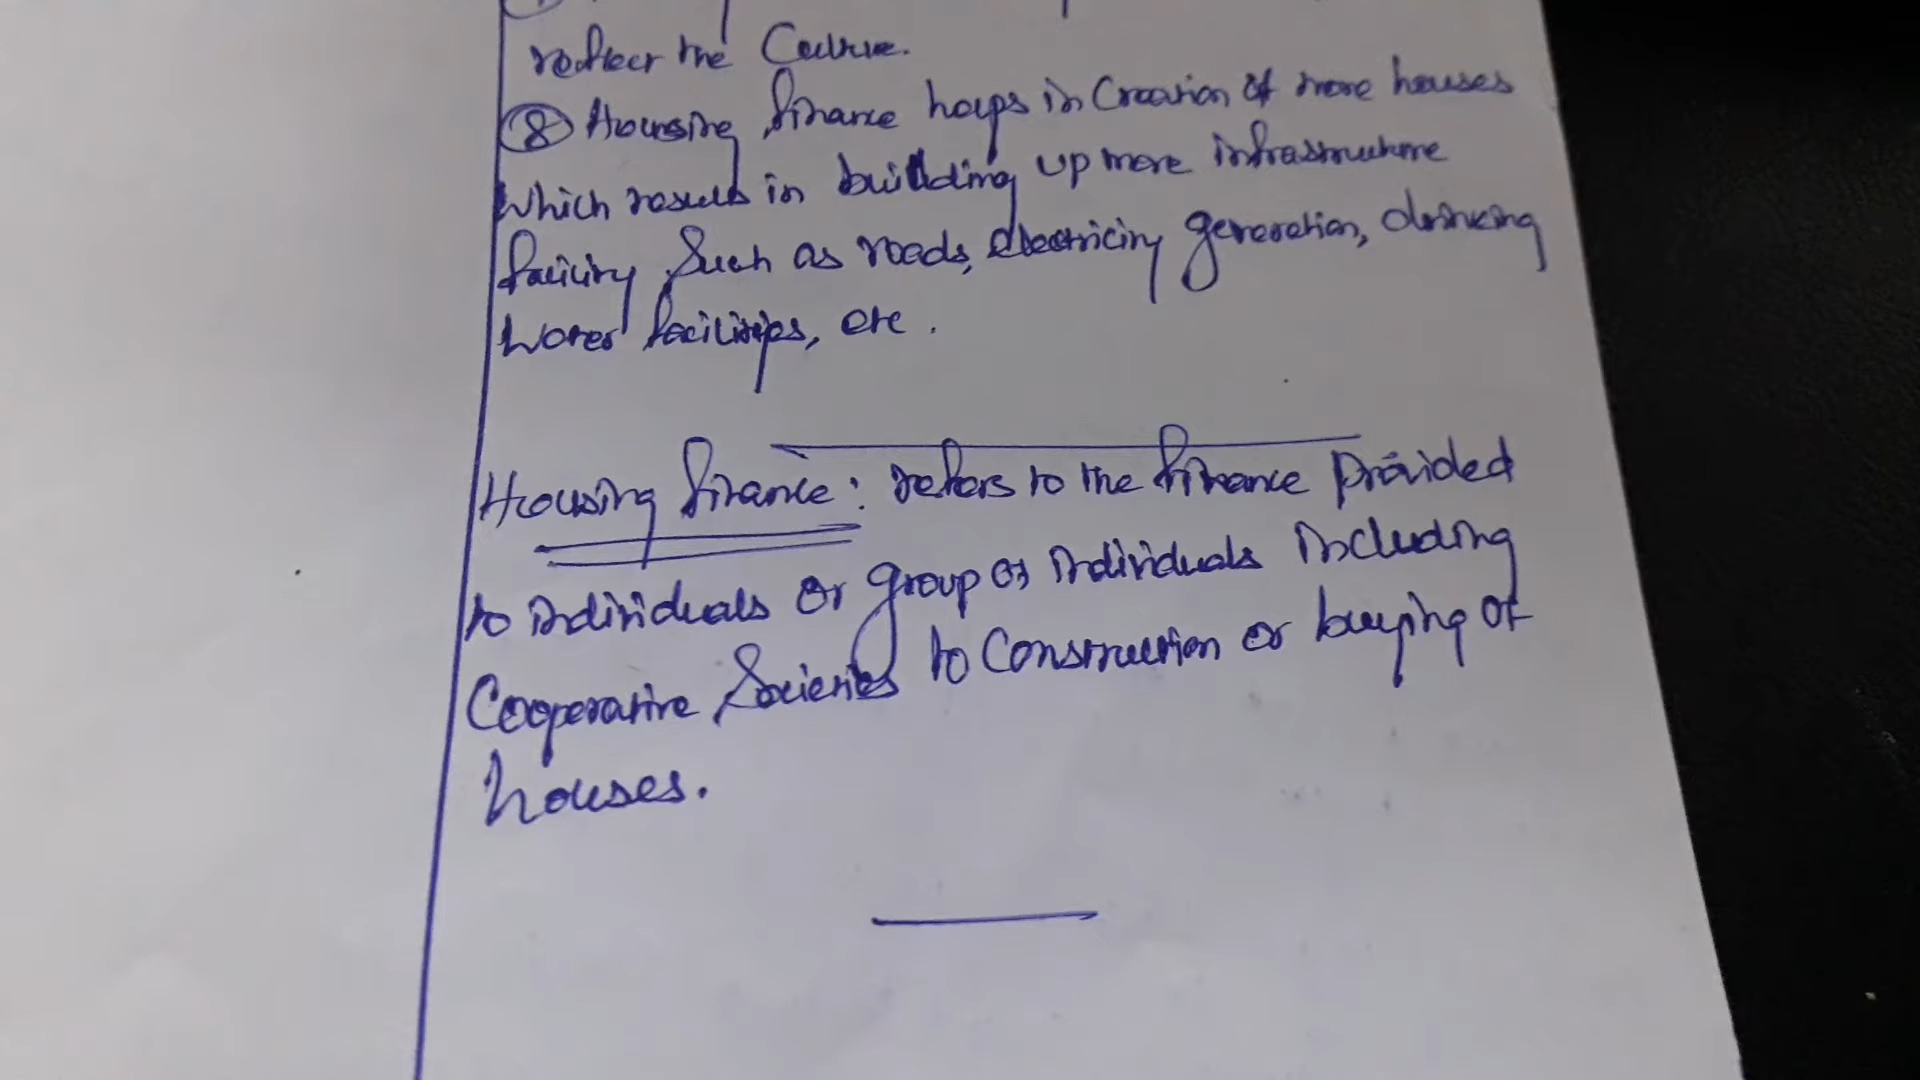 reflect the Culture.
⑧ Housing finance helps in Creation of more houses
Which results in building up more infrastructure
facility Such as roads, electricity generation, drinking
Water facilities, etc.
Housing finance: refers to the finance Provided
to individuals or group of individuals including
Cooperative Societies to Construction or buying of
houses.